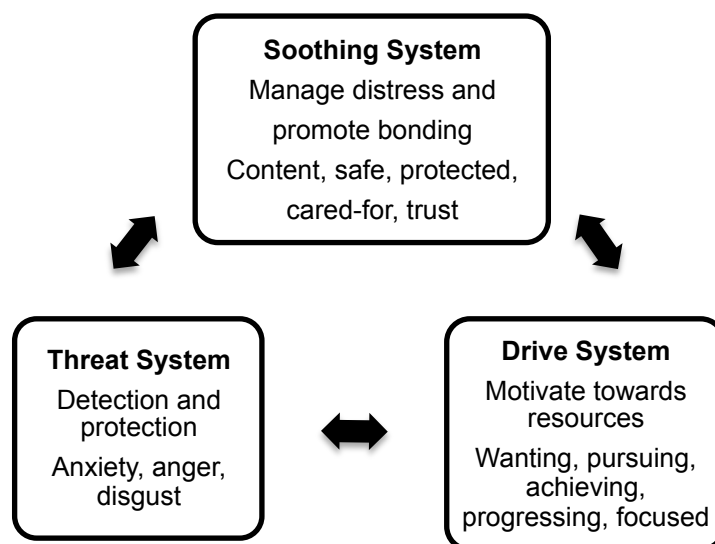 Soothing System
Manage distress and
promote bonding
Content, safe, protected,
cared-for, trust
Threat System
Detection and
protection
Anxiety, anger,
disgust
Drive System
Motivate towards
resources
Wanting, pursuing,
achieving,
progressing, focused